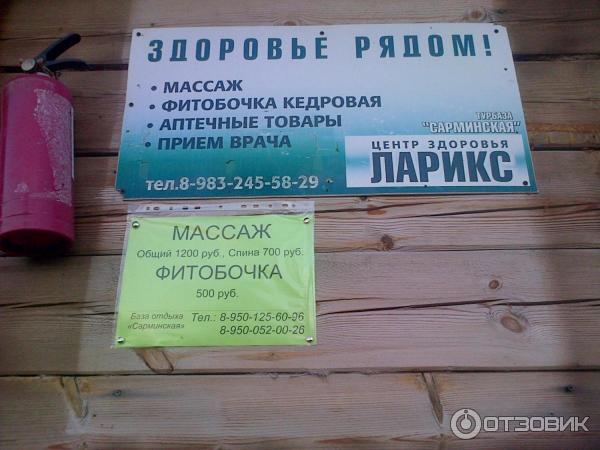 ЗДОРОВЬЕ РЯДОМ!
• МАССАЖ
• ФИТОБОЧКА КЕДРОВАЯ
• АПТЕЧНЫЕ ТОВАРЫ
• ПРИЕМ ВРАЧА
ТУРБАЗА
"САРМИНСКАЯ"
ЦЕНТР ЗДОРОВЬЯ
ЛАРИКС
тел.8-983-245-58-29
МАССАЖ
Общий 1200 руб., Спина 700 руб.
ФИТОБОЧКА
500 руб.
База отдыха
«Сарминская»
Тел.: 8-950-125-60-96
8-950-052-00-26
ОТЗОВИК